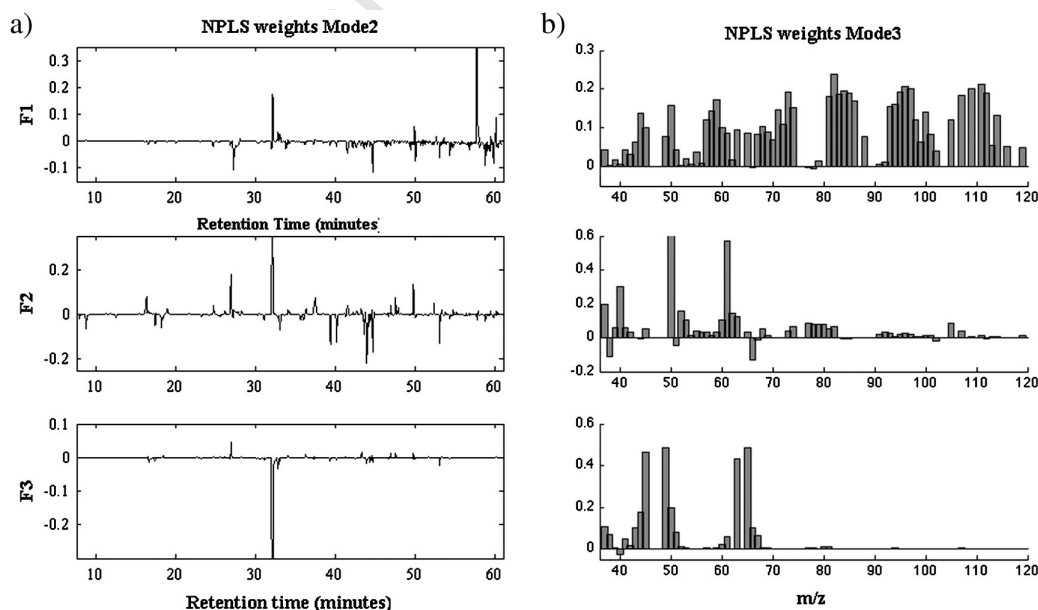 a)
NPLS weights Mode2
F1
0.3
0.2
0.1
0
-0.1
10 20 30 40 50 60
Retention Time (minutes)
F2
0.2
0
-0.2
10 20 30 40 50 60
F3
0.1
0
-0.1
-0.2
10 20 30 40 50 60
Retention time (minutes)
b)
NPLS weights Mode3
0.3
0.2
0.1
0
40 50 60 70 80 90 100 110 120
0.6
0.4
0.2
0
-0.2
40 50 60 70 80 90 100 110 120
0.6
0.4
0.2
0
40 50 60 70 80 90 100 110 120
m/z